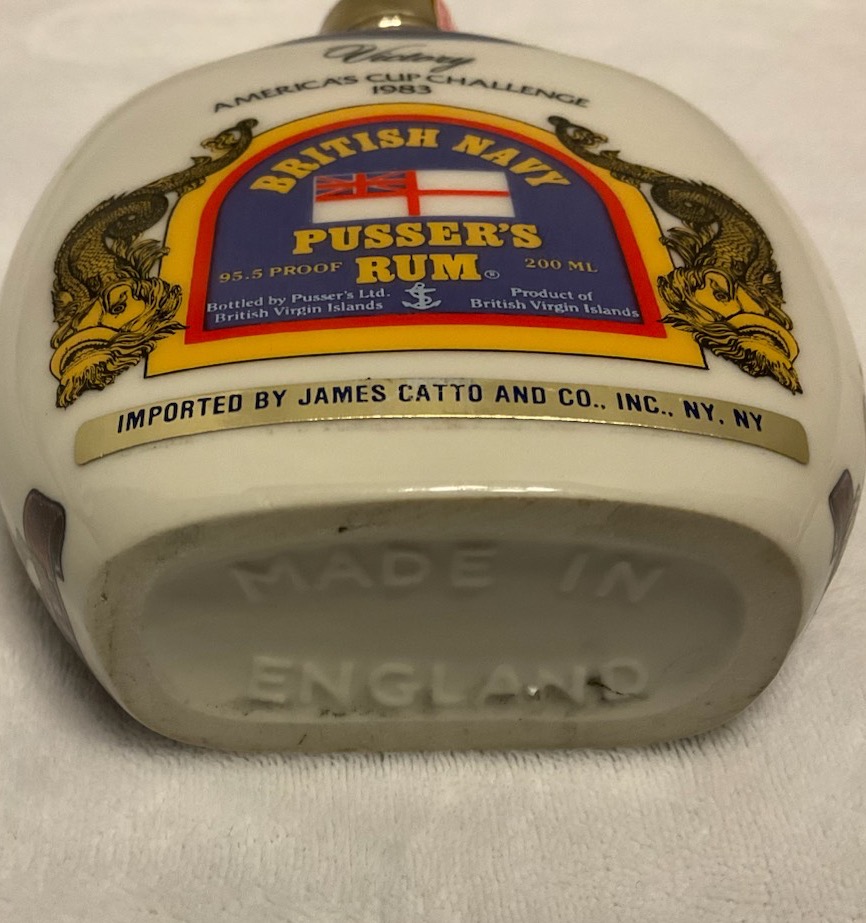 Victory
AMERICA'S CUP CHALLENGE
1983
BRITISH NAVY
PUSSER'S
95.5 PROOF RUM® 200 ML
Bottled by Pusser's Ltd. Product of
British Virgin Islands British Virgin Islands
IMPORTED BY JAMES CATTO AND CO., INC., NY, NY
MADE IN
ENGLAND